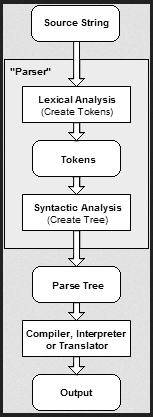 Source String
"Parser"
Lexical Analysis
(Create Tokens)
Tokens
Syntactic Analysis
(Create Tree)
Parse Tree
Compiler, Interpreter
or Translator
Output